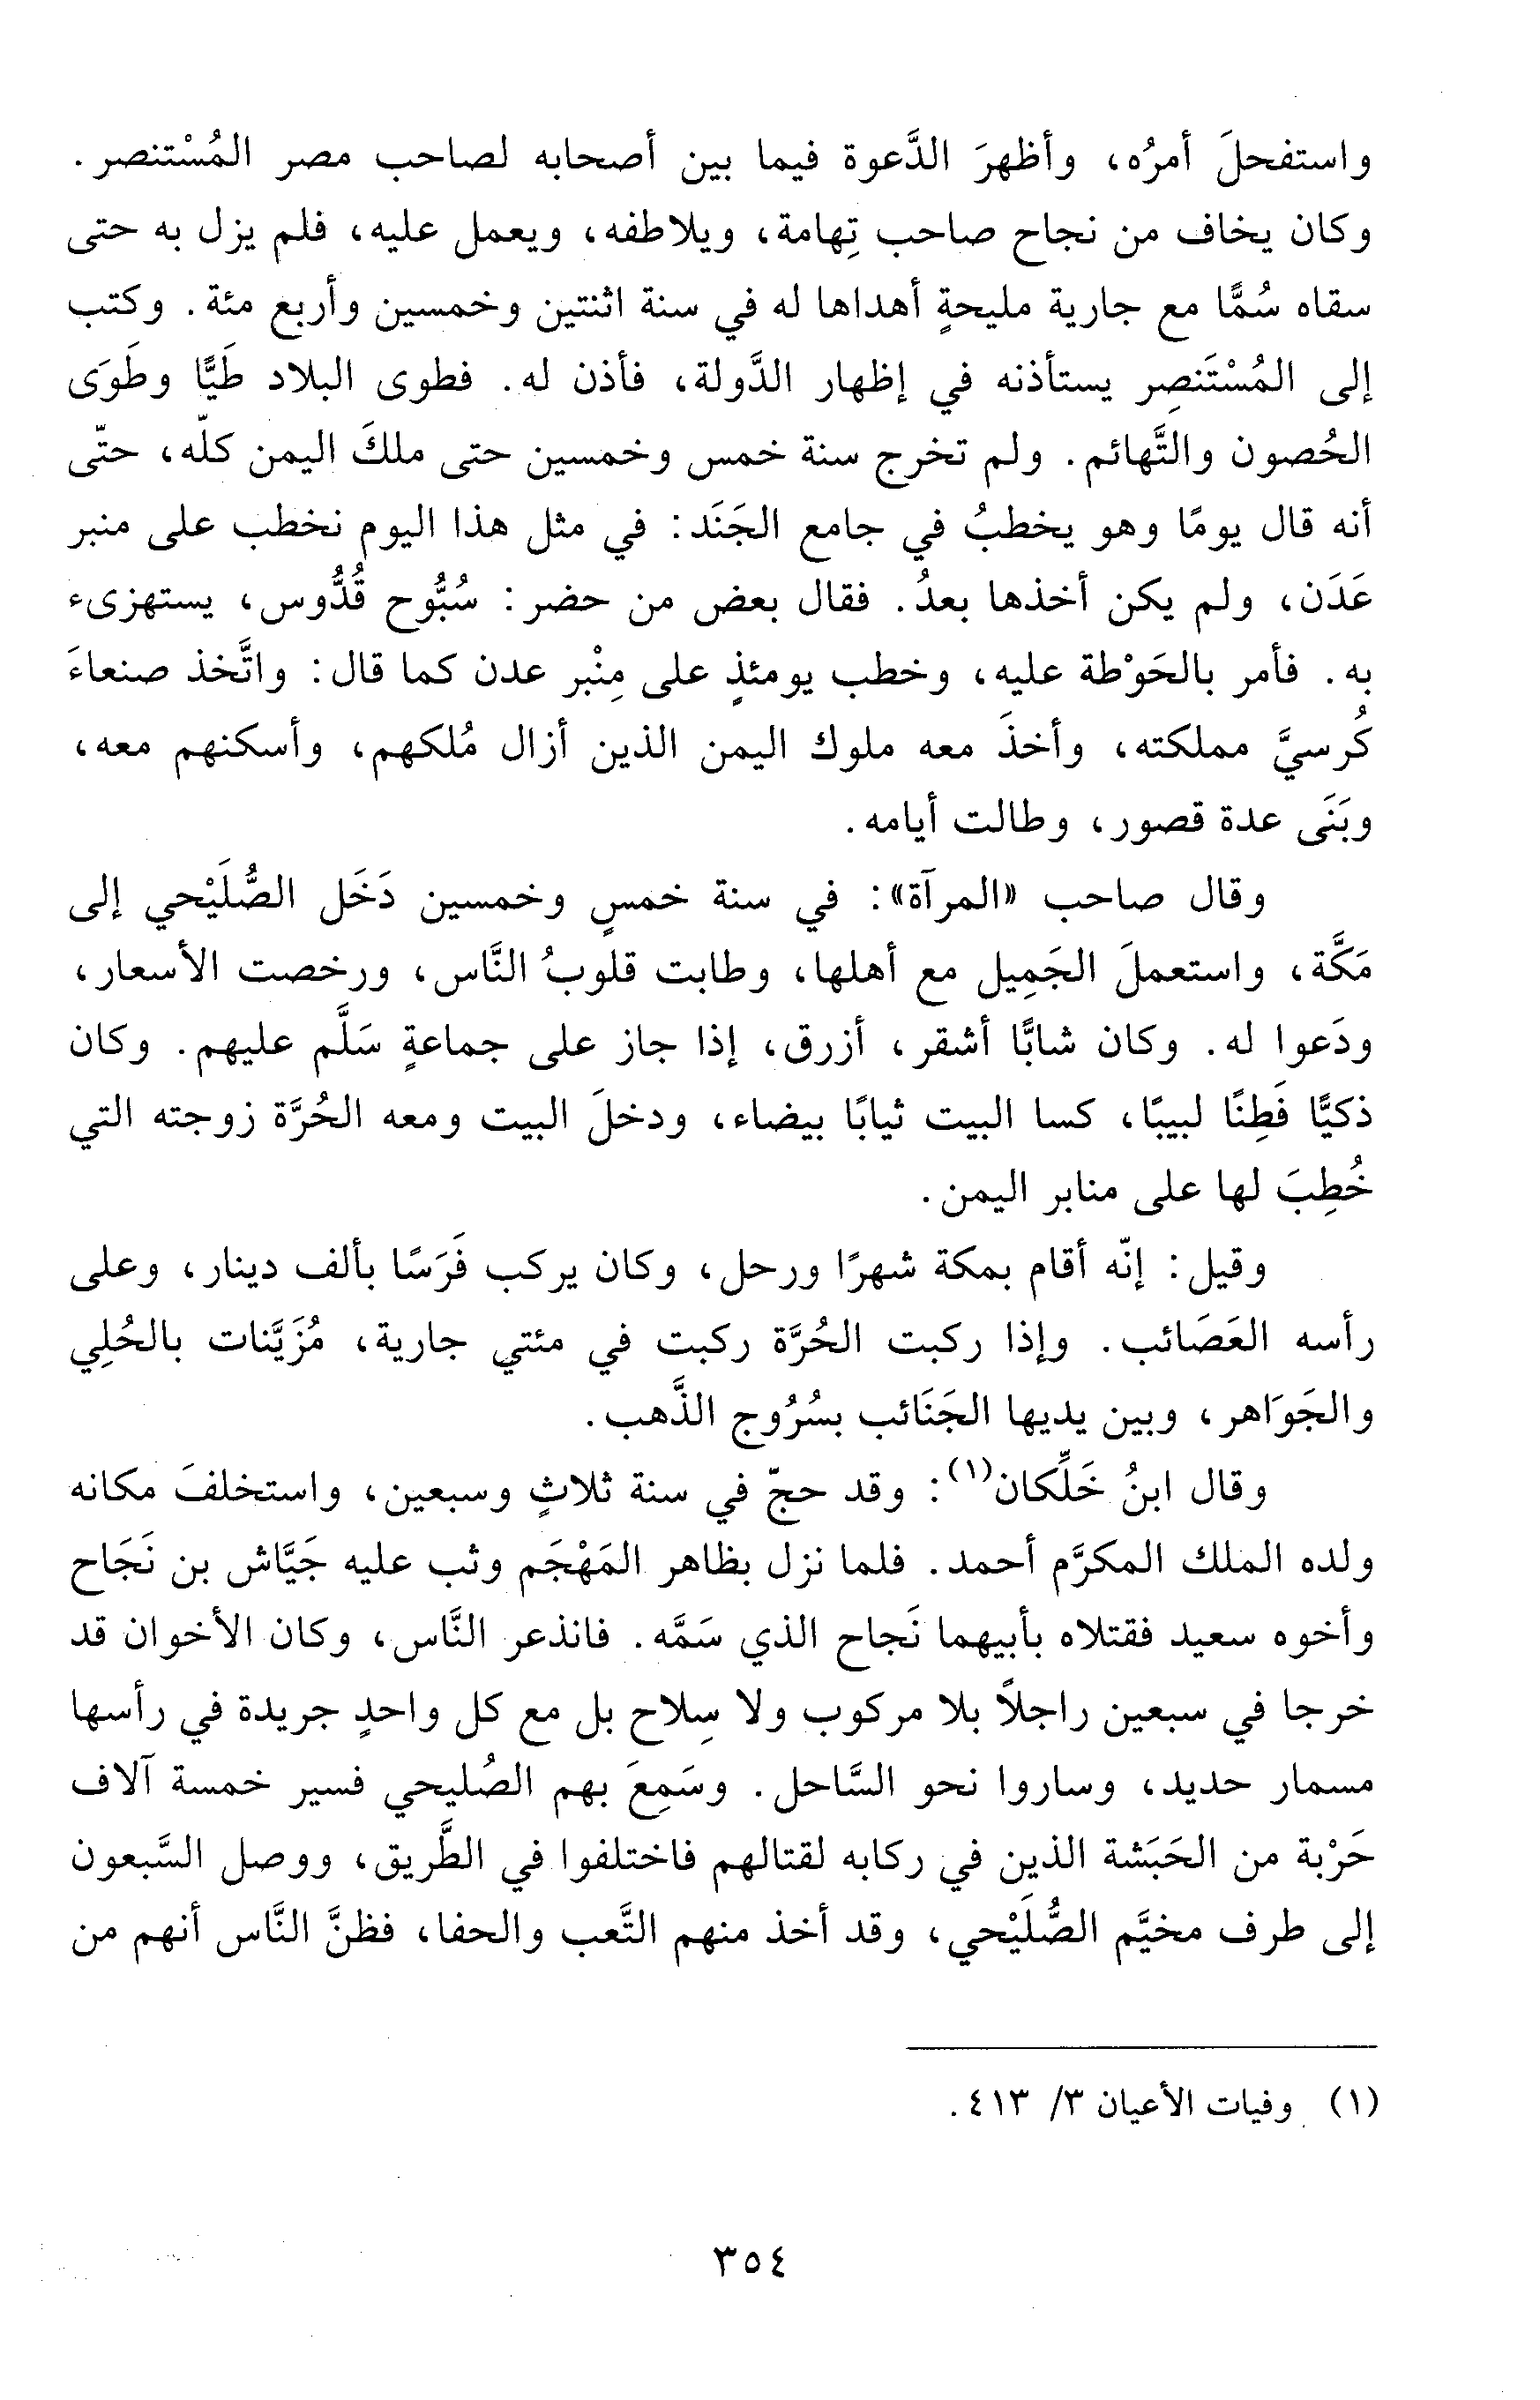 واستفحلَ أمرُه، وأظهرَ الدَّعوة فيما بين أصحابه لصاحب مصر المُسْتنصر.
وكان يخاف من نجاح صاحب تِهامة، ويلاطفه، ويعمل عليه، فلم يزل به حتى
سقاه سُمًّا مع جارية مليحةٍ أهداها له في سنة اثنتين وخمسين وأربع مئة. وكتب
إلى المُسْتَنصِر يستأذنه في إظهار الدَّولة، فأذن له. فطوى البلاد طَيًّا وطَوَى
الحُصون والتَّهائم. ولم تخرج سنة خمس وخمسين حتى ملكَ اليمن كلّه، حتّى
أنه قال يومًا وهو يخطبُ في جامع الجَنَد: في مثل هذا اليوم نخطب على منبر
عَدَن، ولم يكن أخذها بعدُ. فقال بعض من حضر: سُبُّوح قُدُّوس، يستهزىء
به. فأمر بالحَوْطة عليه، وخطب يومئذٍ على مِنْبر عدن كما قال: واتَّخذ صنعاءَ
كُرسيَّ مملكته، وأخذَ معه ملوك اليمن الذين أزال مُلكهم، وأسكنهم معه،
وبَنَى عدة قصور، وطالت أيامه.
وقال صاحب «المرآة»: في سنة خمسٍ وخمسين دَخَل الصُّلَيْحي إلى
مَكَّة، واستعملَ الجَمِيل مع أهلها، وطابت قلوبُ النَّاس، ورخصت الأسعار،
ودَعوا له. وكان شابًّا أشقر، أزرق، إذا جاز على جماعةٍ سَلَّم عليهم. وكان
ذكيًّا فَطِنًا لبيبًا، كسا البيت ثيابًا بيضاء، ودخلَ البيت ومعه الحُرَّة زوجته التي
خُطِبَ لها على منابر اليمن.
وقيل: إنّه أقام بمكة شهرًا ورحل، وكان يركب فَرَسًا بألف دينار، وعلى
رأسه العَصَائب. وإذا ركبت الحُرَّة ركبت في مئتي جارية، مُزَيَّنات بالحُلِي
والجَوَاهر، وبين يديها الجَنَائب بسُرُوج الذَّهب.
وقال ابنُ خَلِّكان(١): وقد حجّ في سنة ثلاثٍ وسبعين، واستخلفَ مكانه
ولده الملك المكرَّم أحمد. فلما نزل بظاهر المَهْجَم وثب عليه جَيَّاش بن نَجَاح
وأخوه سعيد فقتلاه بأبيهما نَجاح الذي سَمَّه. فانذعر النَّاس، وكان الأخوان قد
خرجا في سبعين راجلاً بلا مركوب ولا سِلاح بل مع كل واحدٍ جريدة في رأسها
مسمار حديد، وساروا نحو السَّاحل. وسَمِعَ بهم الصُليحي فسير خمسة آلاف
حَرْبة من الحَبَشة الذين في ركابه لقتالهم فاختلفوا في الطَّريق، ووصل السَّبعون
إلى طرف مخيَّم الصُّلَيْحي، وقد أخذ منهم التَّعب والحفا، فظنَّ النَّاس أنهم من
(١) وفيات الأعيان ٣/ ٤١٣.
٣٥٤